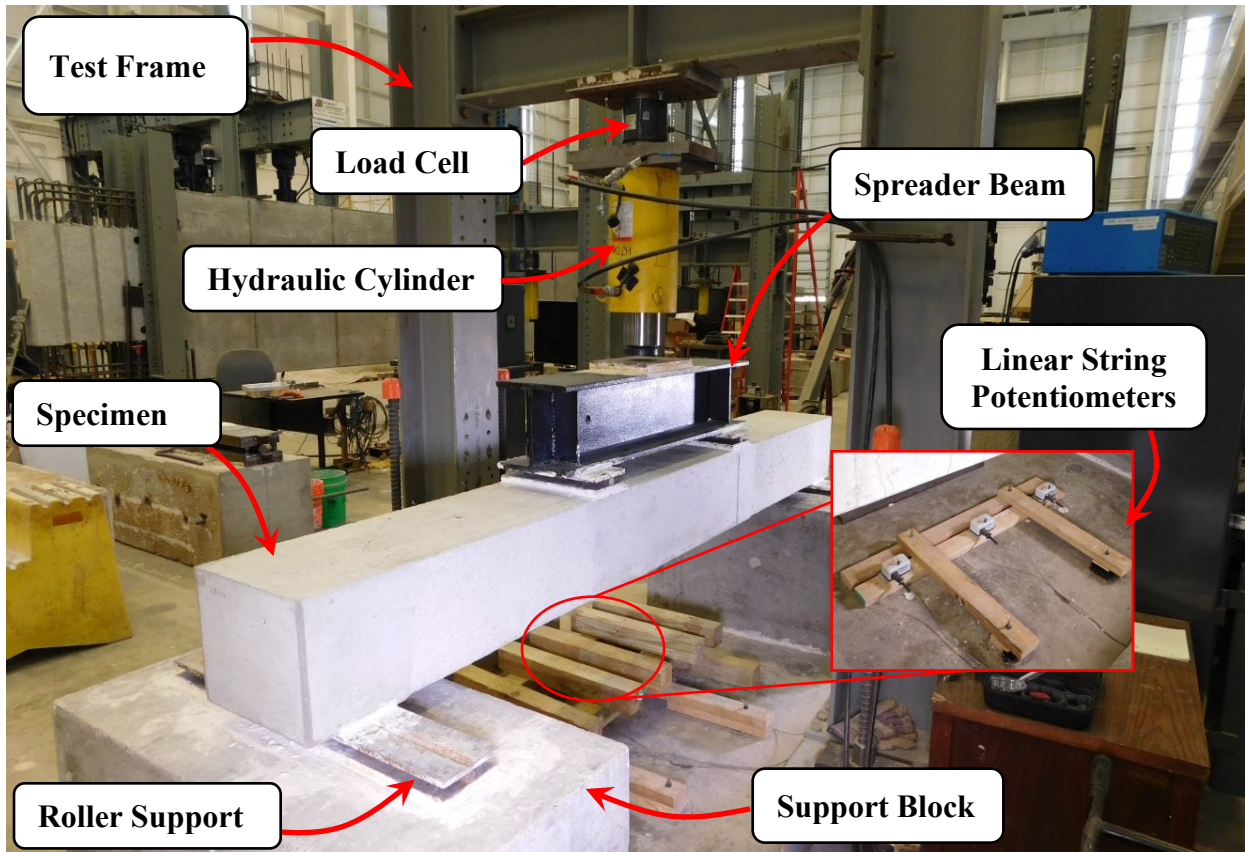 Test Frame
Load Cell
Spreader Beam
Hydraulic Cylinder
Linear String
Potentiometers
Specimen
Roller Support
Support Block